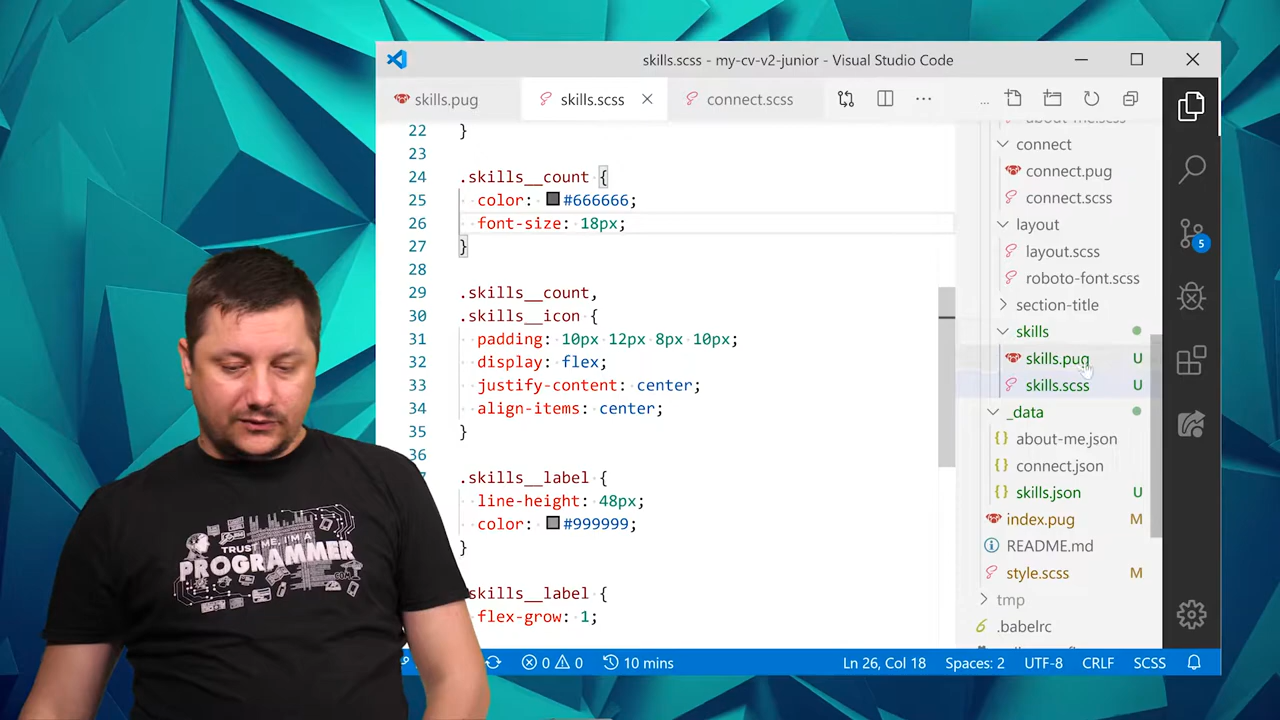 skills.scss - my-cv-v2-junior - Visual Studio Code
skills.pug
skills.scss
connect.scss
22 }
23
24 .skills__count {
25 color: #666666;
26 font-size: 18px;
27 }
28
29 .skills__count,
30 .skills__icon {
31 padding: 10px 12px 8px 10px;
32 display: flex;
33 justify-content: center;
34 align-items: center;
35 }
36
.skills__label {
line-height: 48px;
color: #999999;
}
skills__label {
flex-grow: 1;
about-me.scss
connect
connect.pug
connect.scss
layout
layout.scss
roboto-font.scss
section-title
skills
skills.pug U
skills.scss U
_data
about-me.json
connect.json
skills.json U
index.pug M
README.md
style.scss M
tmp
.babelrc
5
0 0 10 mins Ln 26, Col 18 Spaces: 2 UTF-8 CRLF SCSS
TRUST ME, I'M A
PROGRAMMER